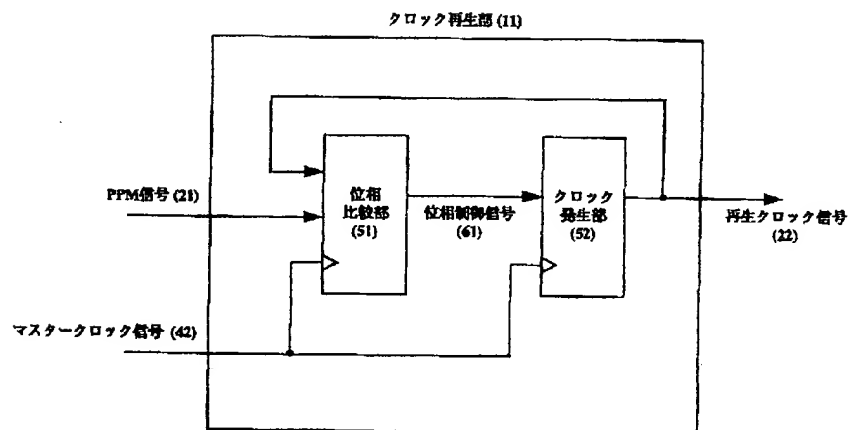 クロック再生部 (11)
PPM信号 (21)
位相
比較部
(51)
位相制御信号
(61)
クロック
発生部
(52)
再生クロック信号
(22)
マスタークロック信号 (42)